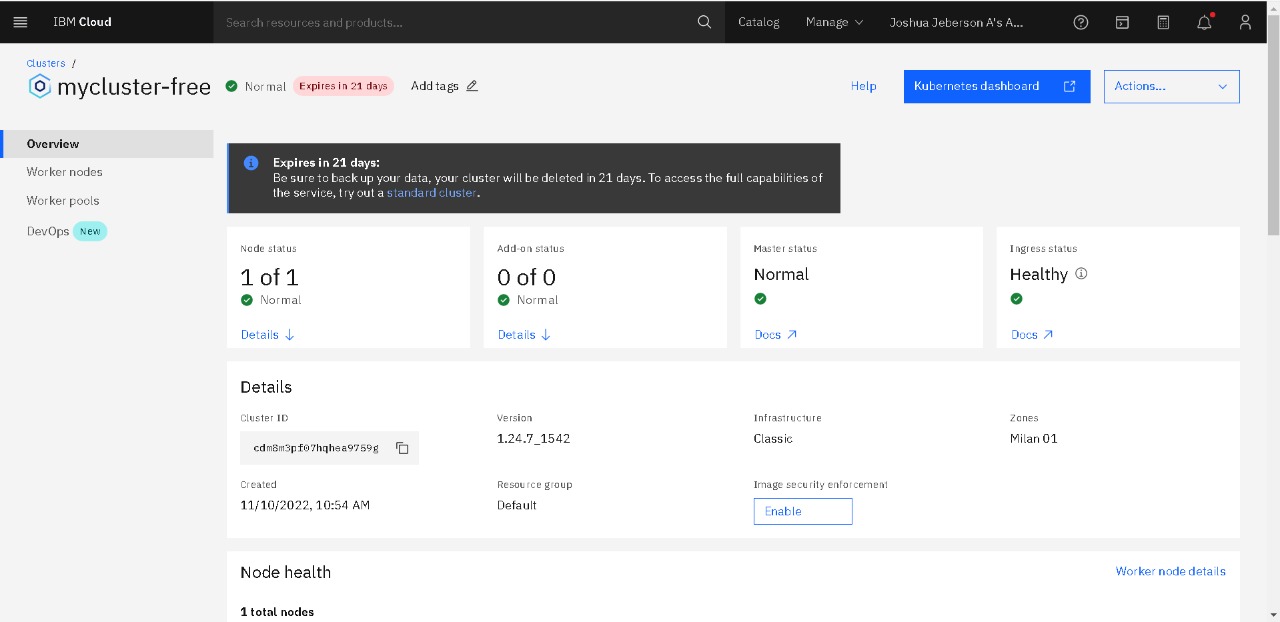 IBM Cloud
Search resources and products...
Catalog
Manage
Joshua Jeberson A's A...
Clusters /
mycluster-free
Normal
Expires in 21 days
Add tags
Help
Kubernetes dashboard
Actions...
Overview
Worker nodes
Worker pools
DevOps New
Expires in 21 days:
Be sure to back up your data, your cluster will be deleted in 21 days. To access the full capabilities of
the service, try out a standard cluster.
Node status
1 of 1
Normal
Details
Add-on status
0 of 0
Normal
Details
Master status
Normal
Docs
Ingress status
Healthy
Docs
Details
Cluster ID
cdm8m3pf07hqhea9759g
Version
1.24.7_1542
Infrastructure
Classic
Zones
Milan 01
Created
11/10/2022, 10:54 AM
Resource group
Default
Image security enforcement
Enable
Node health
Worker node details
1 total nodes